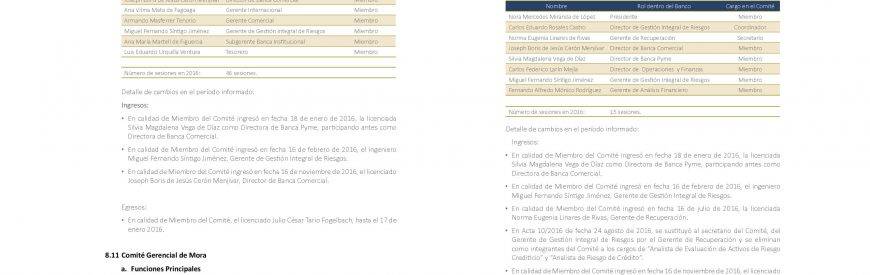 Ana Vilma Mata de Fagoaga Gerente Internacional Miembro
Armando Masferrer Tenorio Gerente Comercial Miembro
Miguel Fernando Síntigo Jiménez Gerente de Gestión integral de Riesgos Miembro
Ana María Martell de Figueroa Subgerente Banca Institucional Miembro
Luis Eduardo Urquilla Ventura Tesorero Miembro
Número de sesiones en 2016: 46 sesiones.
Detalle de cambios en el período informado:
Ingresos:
• En calidad de Miembro del Comité ingresó en fecha 18 de enero de 2016, la licenciada
Silvia Magdalena Vega de Díaz como Directora de Banca Pyme, participando antes como
Directora de Banca Comercial.
• En calidad de Miembro del Comité ingresó en fecha 16 de febrero de 2016, el ingeniero
Miguel Fernando Síntigo Jiménez, Gerente de Gestión Integral de Riesgos.
• En calidad de Miembro del Comité ingresó en fecha 16 de noviembre de 2016, el licenciado
Joseph Boris de Jesús Cerón Menjívar, Director de Banca Comercial.
Egresos:
• En calidad de Miembro del Comité, el licenciado Julio César Tario Fogelbach, hasta el 17 de
enero 2016.
8.11 Comité Gerencial de Mora
a. Funciones Principales
Nombre Rol dentro del Banco Cargo en el Comité
Nora Mercedes Miranda de López Presidente Miembro
Carlos Eduardo Rosales Castro Director de Gestión Integral de Riesgos Coordinador
Norma Eugenia Linares de Rivas Gerente de Recuperación Secretario
Joseph Boris de Jesús Cerón Menjívar Director de Banca Comercial Miembro
Silvia Magdalena Vega de Díaz Director de Banca Pyme Miembro
Carlos Federico Larín Mejía Director de Operaciones y Finanzas Miembro
Miguel Fernando Síntigo Jiménez Gerente de Gestión Integral de Riesgos Miembro
Fernando Alfredo Mónico Rodríguez Gerente de Análisis Financiero Miembro
Número de sesiones en 2016: 15 sesiones.
Detalle de cambios en el período informado:
Ingresos:
• En calidad de Miembro del Comité ingresó en fecha 18 de enero de 2016, la licenciada
Silvia Magdalena Vega de Díaz como Directora de Banca Pyme, participando antes como
Directora de Banca Comercial.
• En calidad de Miembro del Comité ingresó en fecha 16 de febrero de 2016, el ingeniero
Miguel Fernando Síntigo Jiménez, Gerente de Gestión Integral de Riesgos.
• En calidad de Miembro del Comité ingresó en fecha 16 de julio de 2016, la licenciada
Norma Eugenia Linares de Rivas, Gerente de Recuperación.
• En Acta 10/2016 de fecha 24 agosto de 2016, se sustituyó al secretario del Comité, del
Gerente de Gestión Integral de Riesgos por el Gerente de Recuperación y se eliminan
como integrantes del Comité a los cargos de "Analista de Evaluación de Activos de Riesgo
Crediticio" y "Analista de Riesgo de Crédito".
• En calidad de Miembro del Comité ingresó en fecha 16 de noviembre de 2016, el licenciado